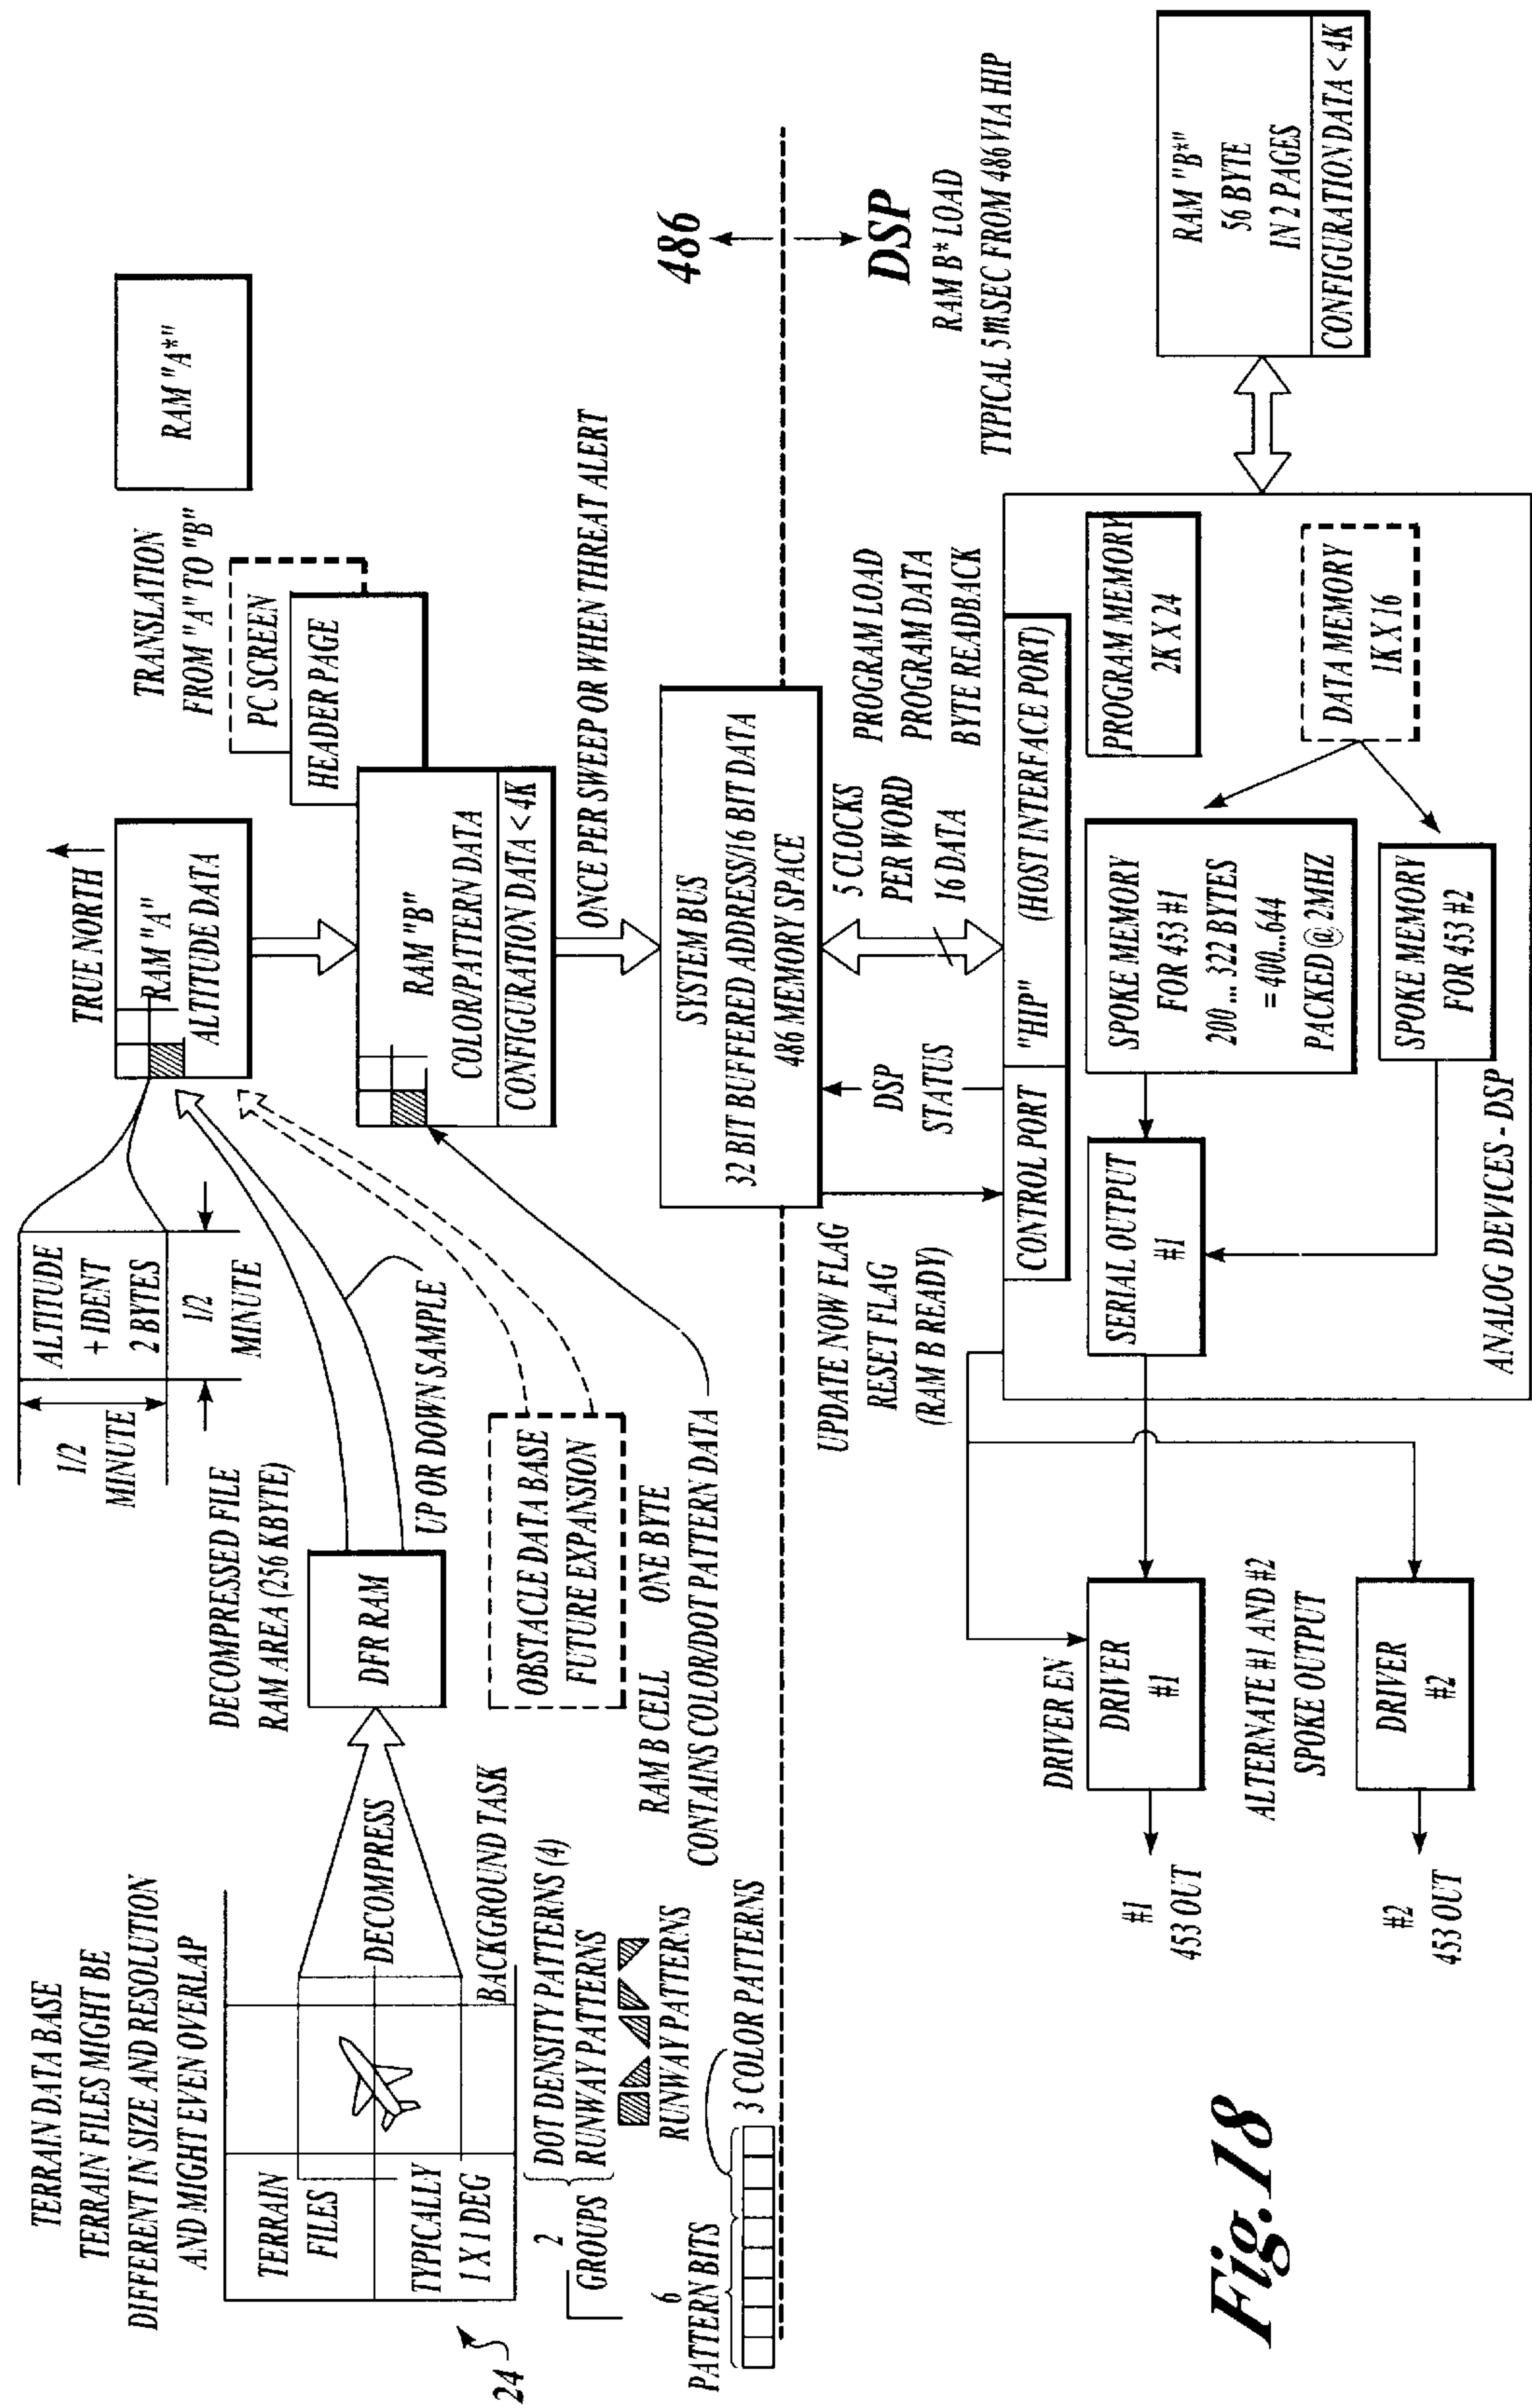 TERRAIN DATA BASE
TERRAIN FILES MIGHT BE
DIFFERENT IN SIZE AND RESOLUTION
AND MIGHT EVEN OVERLAP
TERRAIN
FILES
TYPICALLY
1 X 1 DEG
24
DECOMPRESS
BACKGROUND TASK
2
GROUPS
DOT DENSITY PATTERNS (4)
RUNWAY PATTERNS
RUNWAY PATTERNS
6
PATTERN BITS
3 COLOR PATTERNS
DECOMPRESSED FILE
RAM AREA (256 KBYTE)
DFR RAM
UP OR DOWN SAMPLE
OBSTACLE DATA BASE
FUTURE EXPANSION
RAM B CELL ONE BYTE
CONTAINS COLOR/DOT PATTERN DATA
1/2
MINUTE
ALTITUDE
+ IDENT
2 BYTES
1/2
MINUTE
TRUE NORTH
RAM "A"
ALTITUDE DATA
TRANSLATION
FROM "A" TO "B"
RAM "A*"
PC SCREEN
HEADER PAGE
RAM "B"
COLOR/PATTERN DATA
CONFIGURATION DATA < 4K
ONCE PER SWEEP OR WHEN THREAT ALERT
SYSTEM BUS
32 BIT BUFFERED ADDRESS/16 BIT DATA
486 MEMORY SPACE
486
DSP
RAM B* LOAD
TYPICAL 5 mSEC FROM 486 VIA HIP
UPDATE NOW FLAG
RESET FLAG
(RAM B READY)
DSP
STATUS
5 CLOCKS
PER WORD
16 DATA
PROGRAM LOAD
PROGRAM DATA
BYTE READBACK
CONTROL PORT
"HIP" (HOST INTERFACE PORT)
SERIAL OUTPUT
#1
SPOKE MEMORY
FOR 453 #1
200 ... 322 BYTES
= 400...644
PACKED @ 2MHZ
PROGRAM MEMORY
2K X 24
DATA MEMORY
1K X 16
SPOKE MEMORY
FOR 453 #2
ANALOG DEVICES - DSP
RAM "B*"
56 BYTE
IN 2 PAGES
CONFIGURATION DATA < 4K
DRIVER EN
DRIVER
#1
#1
453 OUT
ALTERNATE #1 AND #2
SPOKE OUTPUT
DRIVER
#2
#2
453 OUT
Fig.18